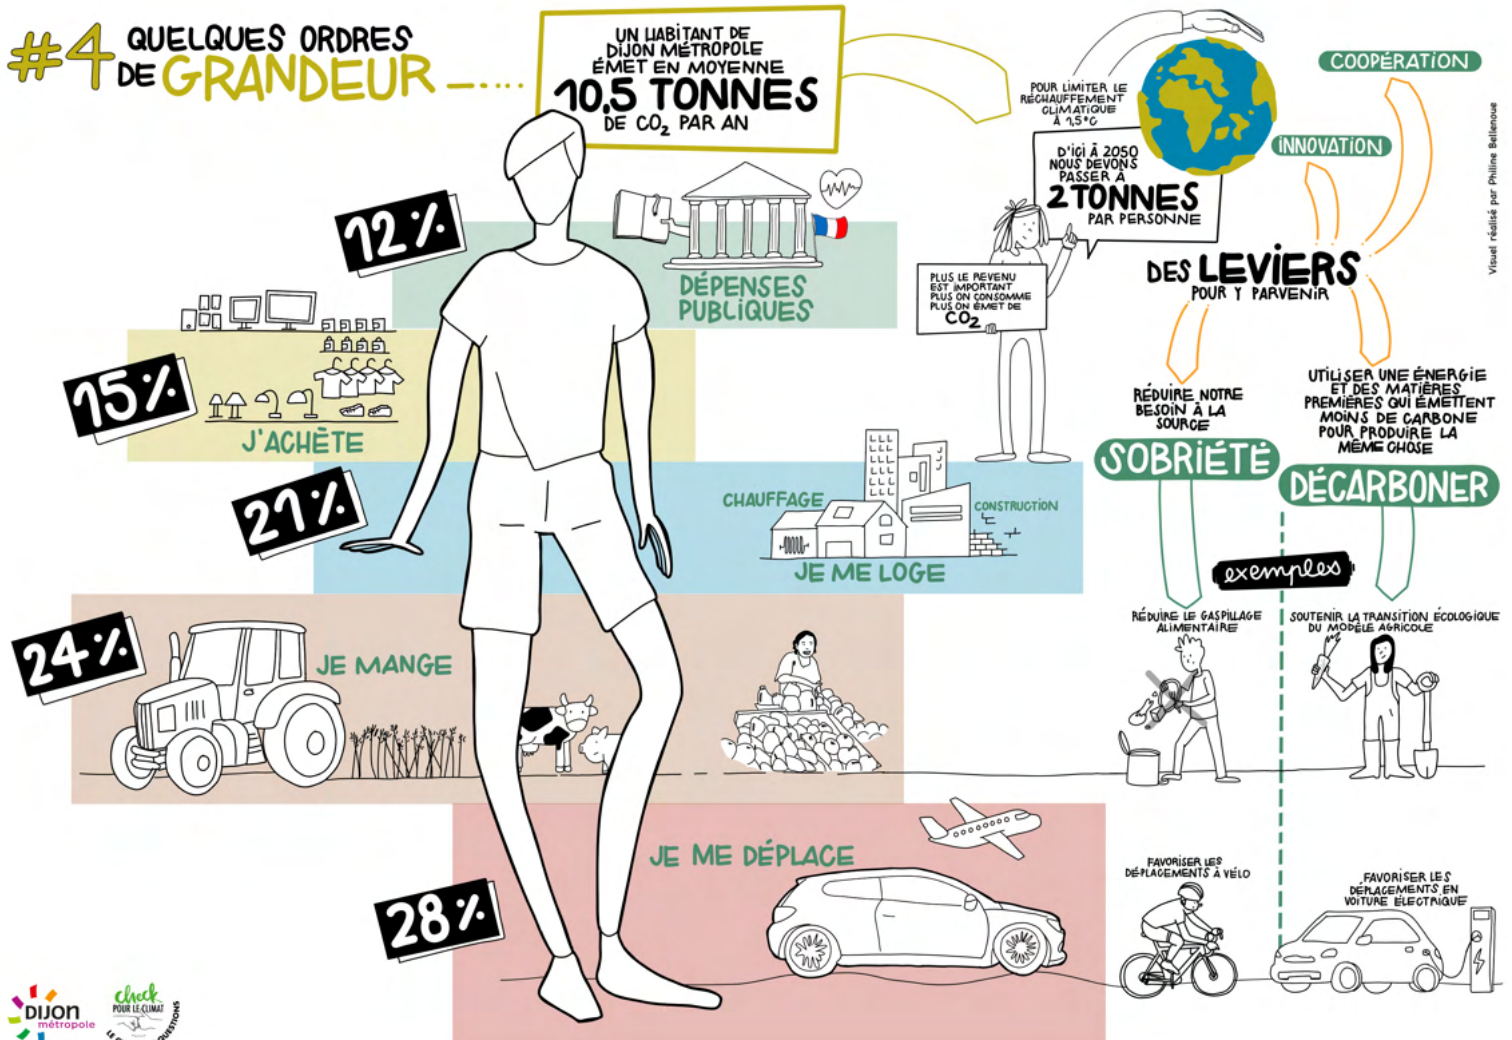 #4 QUELQUES ORDRES
DE GRANDEUR
UN HABITANT DE
DIJON MÉTROPOLE
ÉMET EN MOYENNE
10,5 TONNES
DE CO₂ PAR AN
POUR LIMITER LE
RÉCHAUFFEMENT
CLIMATIQUE
À 1,5°C
D'ICI À 2050
NOUS DEVONS
PASSER À
2 TONNES
PAR PERSONNE
PLUS LE REVENU
EST IMPORTANT
PLUS ON CONSOMME
PLUS ON ÉMET DE
CO₂
COOPÉRATION
INNOVATION
DES LEVIERS
POUR Y PARVENIR
RÉDUIRE NOTRE
BESOIN À LA
SOURCE
SOBRIÉTÉ
UTILISER UNE ÉNERGIE
ET DES MATIÈRES
PREMIÈRES QUI ÉMETTENT
MOINS DE CARBONE
POUR PRODUIRE LA
MÊME CHOSE
DÉCARBONER
exemples
RÉDUIRE LE GASPILLAGE
ALIMENTAIRE
SOUTENIR LA TRANSITION ÉCOLOGIQUE
DU MODÈLE AGRICOLE
FAVORISER LES
DÉPLACEMENTS À VÉLO
FAVORISER LES
DÉPLACEMENTS EN
VOITURE ÉLECTRIQUE
12%
DÉPENSES
PUBLIQUES
15%
J'ACHÈTE
21%
CHAUFFAGE
CONSTRUCTION
JE ME LOGE
24%
JE MANGE
28%
JE ME DÉPLACE
DIJON
métropole
check
POUR LE CLIMAT
QUESTIONS
Visuel réalisé par Philine Bellenoue